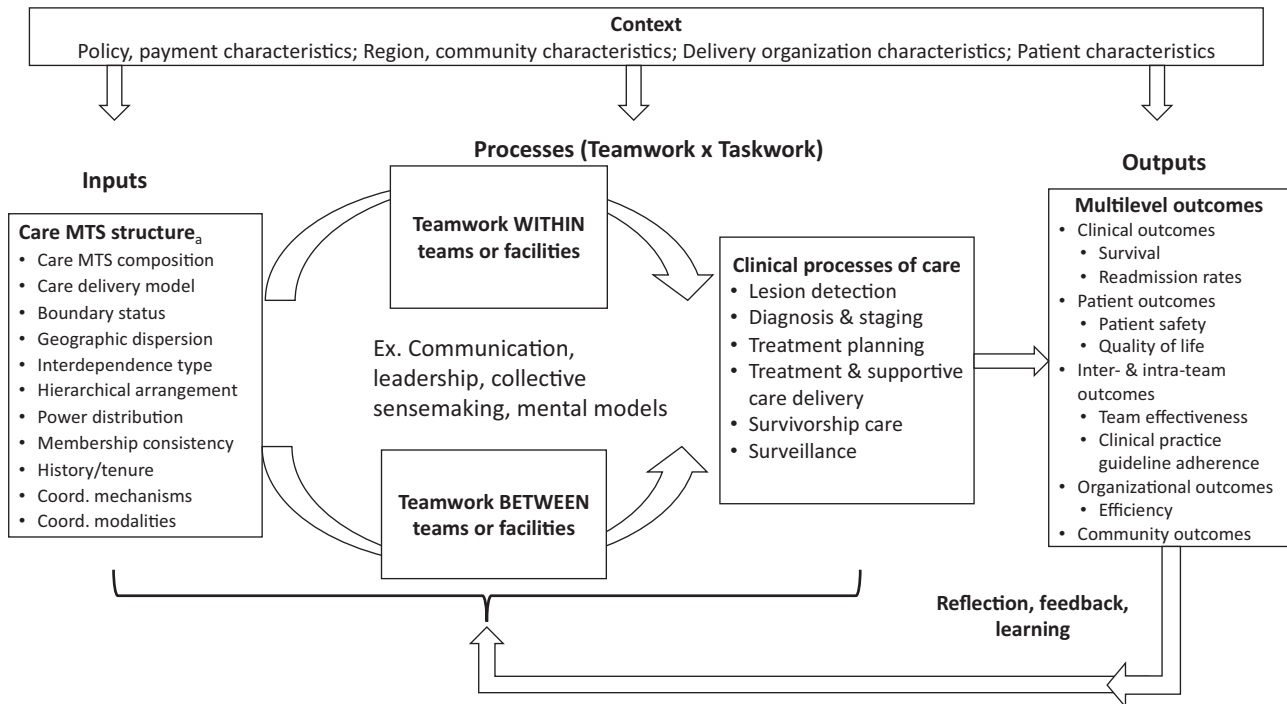 Context
Policy, payment characteristics; Region, community characteristics; Delivery organization characteristics; Patient characteristics
Processes (Teamwork x Taskwork)
Inputs
Outputs
Care MTS structureₐ
• Care MTS composition
• Care delivery model
• Boundary status
• Geographic dispersion
• Interdependence type
• Hierarchical arrangement
• Power distribution
• Membership consistency
• History/tenure
• Coord. mechanisms
• Coord. modalities
Teamwork WITHIN
teams or facilities
Ex. Communication,
leadership, collective
sensemaking, mental models
Teamwork BETWEEN
teams or facilities
Clinical processes of care
• Lesion detection
• Diagnosis & staging
• Treatment planning
• Treatment & supportive
care delivery
• Survivorship care
• Surveillance
Multilevel outcomes
• Clinical outcomes
• Survival
• Readmission rates
• Patient outcomes
• Patient safety
• Quality of life
• Inter- & intra-team
outcomes
• Team effectiveness
• Clinical practice
guideline adherence
• Organizational outcomes
• Efficiency
• Community outcomes
Reflection, feedback,
learning